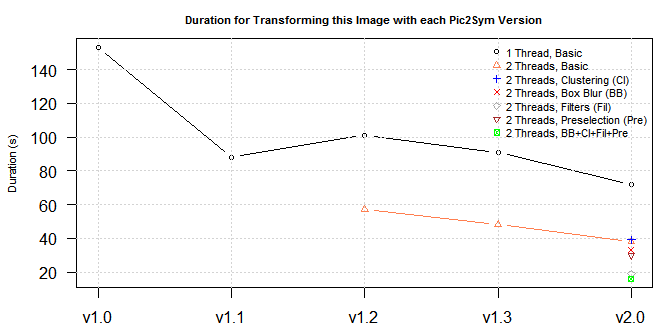 Duration for Transforming this Image with each Pic2Sym Version
Duration (s)
140
120
100
80
60
40
20
1 Thread, Basic
2 Threads, Basic
2 Threads, Clustering (Cl)
2 Threads, Box Blur (BB)
2 Threads, Filters (Fil)
2 Threads, Preselection (Pre)
2 Threads, BB+Cl+Fil+Pre
v1.0
v1.1
v1.2
v1.3
v2.0